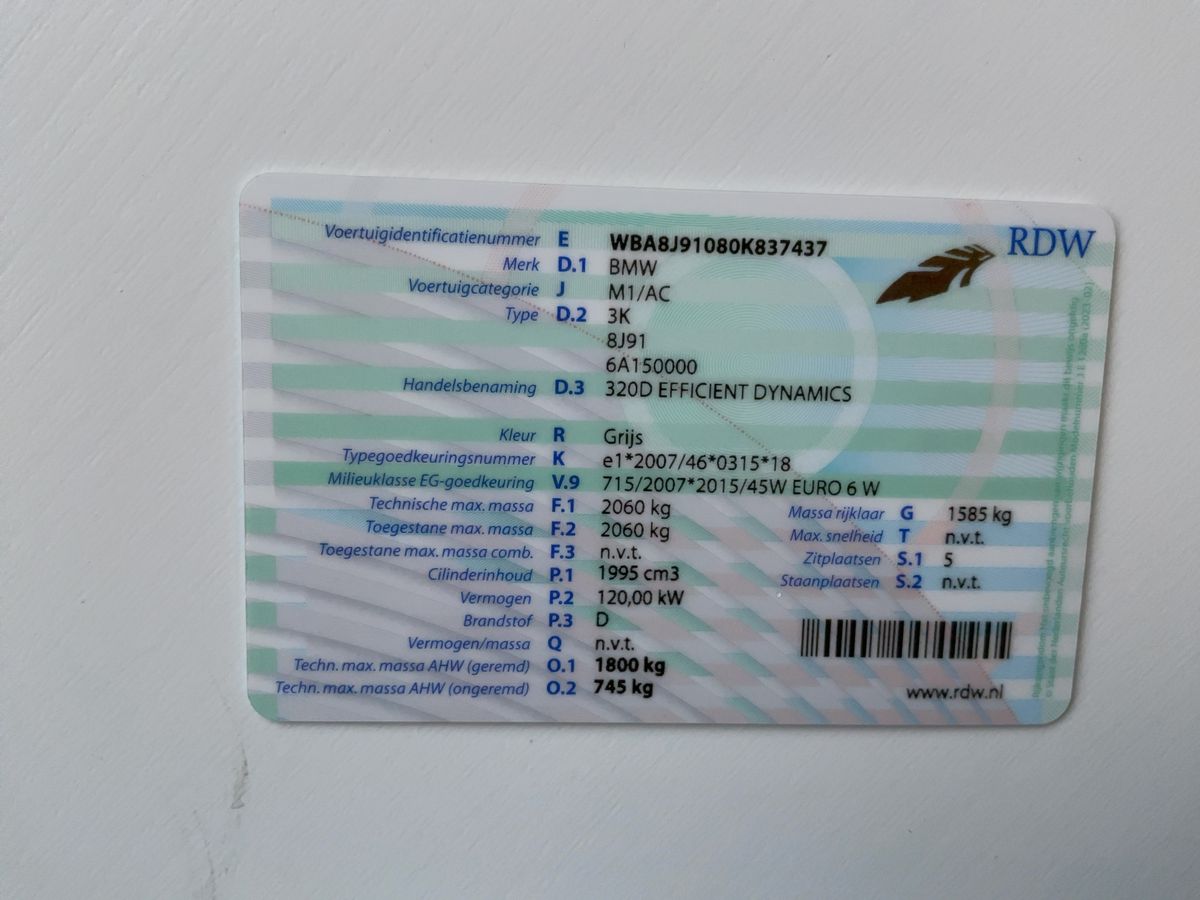 RDW
Voertuigidentificatienummer E WBA8J91080K837437
Merk D.1 BMW
Voertuigcategorie J M1/AC
Type D.2 3K
8J91
6A150000
Handelsbenaming D.3 320D EFFICIENT DYNAMICS
Kleur R Grijs
Typegoedkeuringsnummer K e1*2007/46*0315*18
Milieuklasse EG-goedkeuring V.9 715/2007*2015/45W EURO 6 W
Technische max. massa F.1 2060 kg
Toegestane max. massa F.2 2060 kg
Toegestane max. massa comb. F.3 n.v.t.
Cilinderinhoud P.1 1995 cm3
Vermogen P.2 120,00 kW
Brandstof P.3 D
Vermogen/massa Q n.v.t.
Techn. max. massa AHW (geremd) O.1 1800 kg
Techn. max. massa AHW (ongeremd) O.2 745 kg
Massa rijklaar G 1585 kg
Max. snelheid T n.v.t.
Zitplaatsen S.1 5
Staanplaatsen S.2 n.v.t.
www.rdw.nl